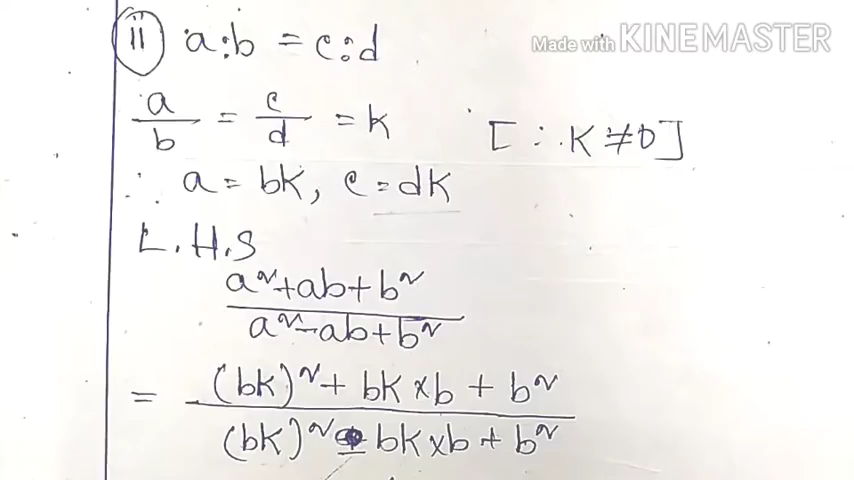 ii a:b = c:d
Made with KINEMASTER
a/b = c/d = k [∵ K ≠ 0]
∴ a = bk, c = dk
L.H.S
a² + ab + b²
a² - ab + b²
= (bk)² + bk × b + b²
(bk)² - bk × b + b²